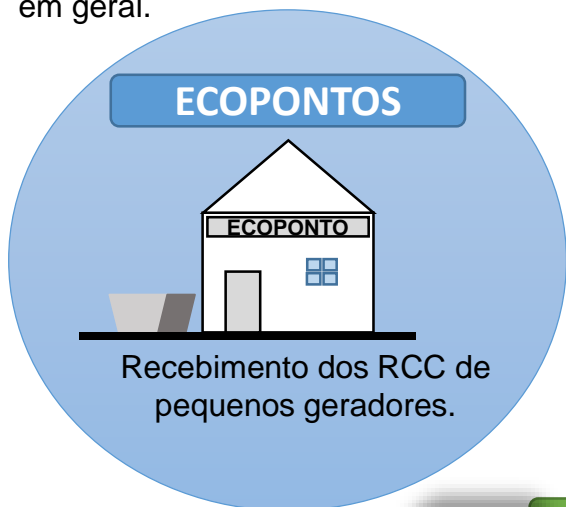 em geral.
ECOPONTOS
ECOPONTO
Recebimento dos RCC de
pequenos geradores.